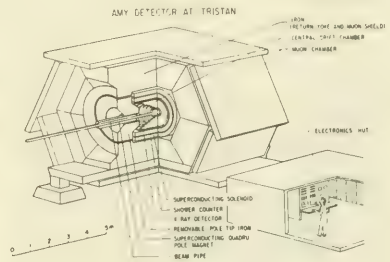 AMY DETECTOR AT TRISTAN
IRON
(RETURN YOKE AND MUON SHIELD)
CENTRAL DRIFT CHAMBER
MUON CHAMBER
ELECTRONICS HUT
SUPERCONDUCTING SOLENOID
SHOWER COUNTER
X RAY DETECTOR
REMOVABLE POLE TIP IRON
SUPERCONDUCTING QUADRU
POLE MAGNET
BEAM PIPE
0 1 2 3 4 5m